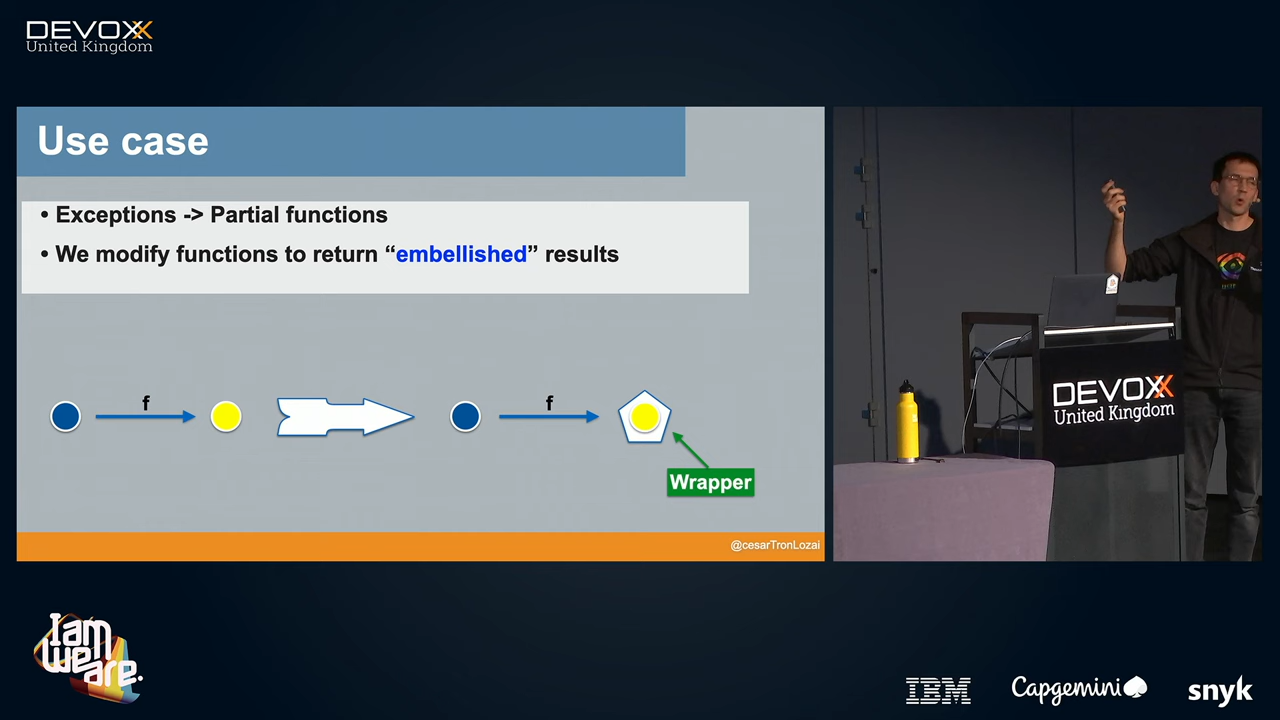 DEVOXX
United Kingdom
Use case
• Exceptions -> Partial functions
• We modify functions to return “embellished” results
f
f
Wrapper
@cesarTronLozai
DEVOXX
United Kingdom
I am
We are.
IBM
Capgemini
snyk